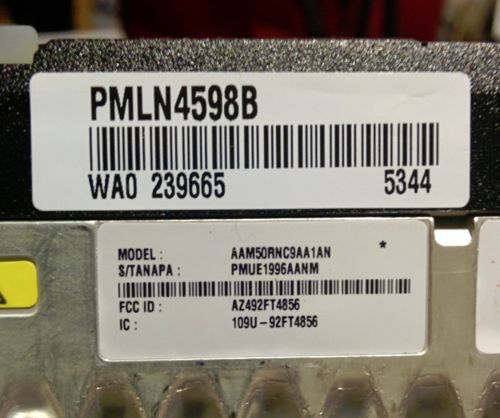 PMLN4598B
WA0 239665 5344
MODEL : AAM50RNC9AA1AN *
S/TANAPA : PMUE1996AANM
FCC ID : AZ492FT4856
IC : 109U-92FT4856